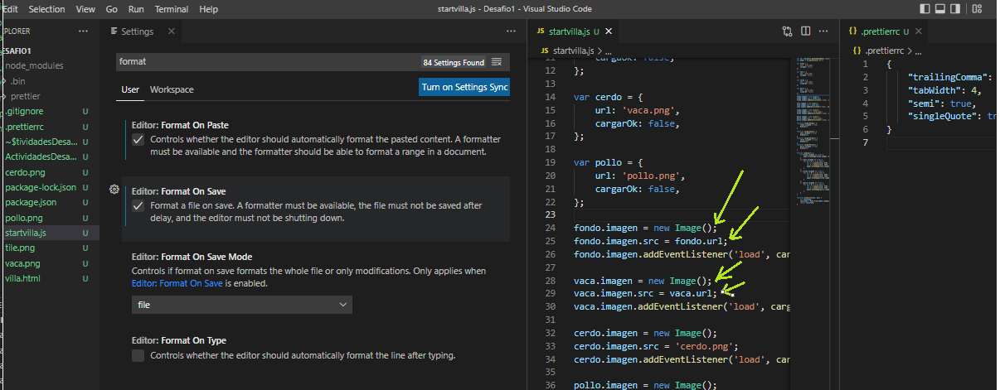 Edit Selection View Go Run Terminal Help
startvilla.js - Desafio1 - Visual Studio Code
PLORER ...
ESAFIO1
node_modules
.bin
prettier
.gitignore U
.prettierrc U
~$tividadesDesa... U
ActividadesDesa... U
cerdo.png U
package-lock.json U
package.json U
pollo.png U
startvilla.js U
tile.png U
vaca.png U
villa.html U
Settings
format
84 Settings Found
User Workspace
Turn on Settings Sync
Editor: Format On Paste
Controls whether the editor should automatically format the pasted content. A formatter
must be available and the formatter should be able to format a range in a document.
Editor: Format On Save
Format a file on save. A formatter must be available, the file must not be saved after
delay, and the editor must not be shutting down.
Editor: Format On Save Mode
Controls if format on save formats the whole file or only modifications. Only applies when
Editor: Format On Save is enabled.
file
Editor: Format On Type
Controls whether the editor should automatically format the line after typing.
JS startvilla.js U
JS startvilla.js > ...
11 cargaOk: false,
12 };
13
14 var cerdo = {
15 url: 'vaca.png',
16 cargarOk: false,
17 };
18
19 var pollo = {
20 url: 'pollo.png',
21 cargarOk: false,
22 };
23
24 fondo.imagen = new Image();
25 fondo.imagen.src = fondo.url;
26 fondo.imagen.addEventListener('load', carg
27
28 vaca.imagen = new Image();
29 vaca.imagen.src = vaca.url;
30 vaca.imagen.addEventListener('load', carg
31
32 cerdo.imagen = new Image();
33 cerdo.imagen.src = 'cerdo.png';
34 cerdo.imagen.addEventListener('load', carg
35
36 pollo.imagen = new Image();
{} .prettierrc U
{} .prettierrc > ...
1 {
2 "trailingComma":
3 "tabWidth": 4,
4 "semi": true,
5 "singleQuote": tr
6 }
7